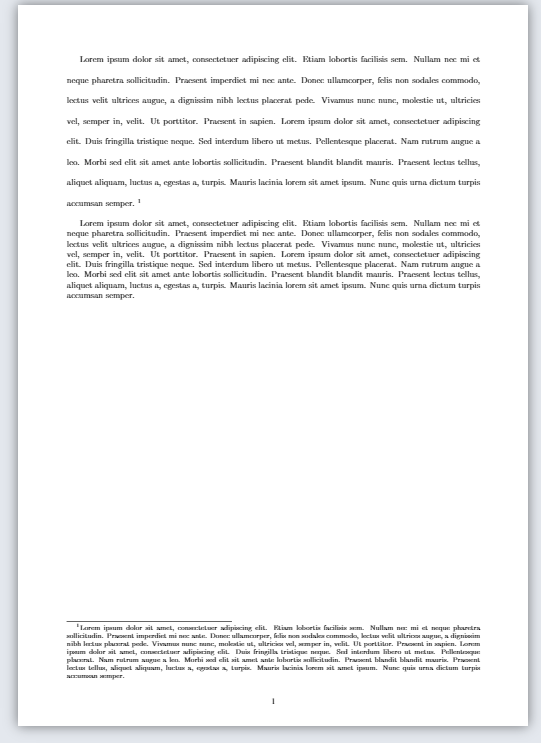 Lorem ipsum dolor sit amet, consectetuer adipiscing elit. Etiam lobortis facilisis sem. Nullam nec mi et
neque pharetra sollicitudin. Praesent imperdiet mi nec ante. Donec ullamcorper, felis non sodales commodo,
lectus velit ultrices augue, a dignissim nibh lectus placerat pede. Vivamus nunc nunc, molestie ut, ultricies
vel, semper in, velit. Ut porttitor. Praesent in sapien. Lorem ipsum dolor sit amet, consectetuer adipiscing
elit. Duis fringilla tristique neque. Sed interdum libero ut metus. Pellentesque placerat. Nam rutrum augue a
leo. Morbi sed elit sit amet ante lobortis sollicitudin. Praesent blandit blandit mauris. Praesent lectus tellus,
aliquet aliquam, luctus a, egestas a, turpis. Mauris lacinia lorem sit amet ipsum. Nunc quis urna dictum turpis
accumsan semper. 1
Lorem ipsum dolor sit amet, consectetuer adipiscing elit. Etiam lobortis facilisis sem. Nullam nec mi et
neque pharetra sollicitudin. Praesent imperdiet mi nec ante. Donec ullamcorper, felis non sodales commodo,
lectus velit ultrices augue, a dignissim nibh lectus placerat pede. Vivamus nunc nunc, molestie ut, ultricies
vel, semper in, velit. Ut porttitor. Praesent in sapien. Lorem ipsum dolor sit amet, consectetuer adipiscing
elit. Duis fringilla tristique neque. Sed interdum libero ut metus. Pellentesque placerat. Nam rutrum augue a
leo. Morbi sed elit sit amet ante lobortis sollicitudin. Praesent blandit blandit mauris. Praesent lectus tellus,
aliquet aliquam, luctus a, egestas a, turpis. Mauris lacinia lorem sit amet ipsum. Nunc quis urna dictum turpis
accumsan semper.
1Lorem ipsum dolor sit amet, consectetuer adipiscing elit. Etiam lobortis facilisis sem. Nullam nec mi et neque pharetra
sollicitudin. Praesent imperdiet mi nec ante. Donec ullamcorper, felis non sodales commodo, lectus velit ultrices augue, a dignissim
nibh lectus placerat pede. Vivamus nunc nunc, molestie ut, ultricies vel, semper in, velit. Ut porttitor. Praesent in sapien. Lorem
ipsum dolor sit amet, consectetuer adipiscing elit. Duis fringilla tristique neque. Sed interdum libero ut metus. Pellentesque
placerat. Nam rutrum augue a leo. Morbi sed elit sit amet ante lobortis sollicitudin. Praesent blandit blandit mauris. Praesent
lectus tellus, aliquet aliquam, luctus a, egestas a, turpis. Mauris lacinia lorem sit amet ipsum. Nunc quis urna dictum turpis
accumsan semper.
1